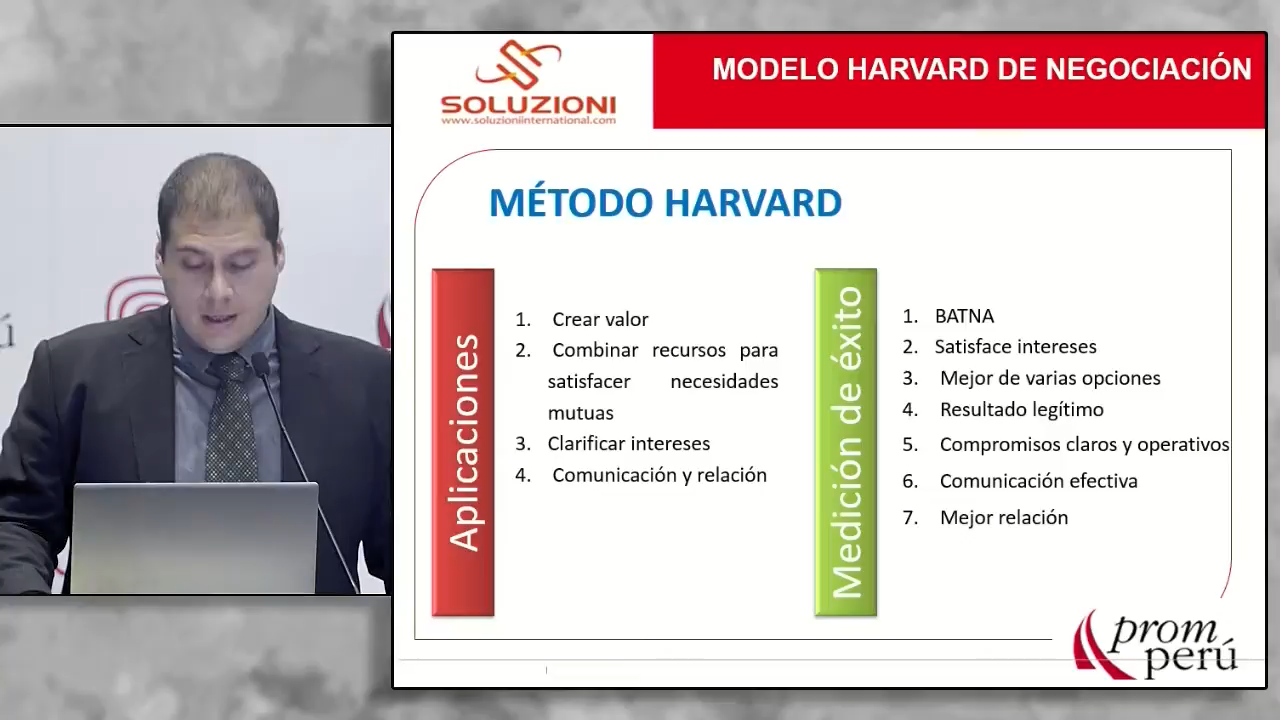 SOLUZIONI
www.soluzioniinternational.com
MODELO HARVARD DE NEGOCIACIÓN
MÉTODO HARVARD
Aplicaciones
1. Crear valor
2. Combinar recursos para
satisfacer necesidades
mutuas
3. Clarificar intereses
4. Comunicación y relación
Medición de éxito
1. BATNA
2. Satisface intereses
3. Mejor de varias opciones
4. Resultado legítimo
5. Compromisos claros y operativos
6. Comunicación efectiva
7. Mejor relación
prom
perú